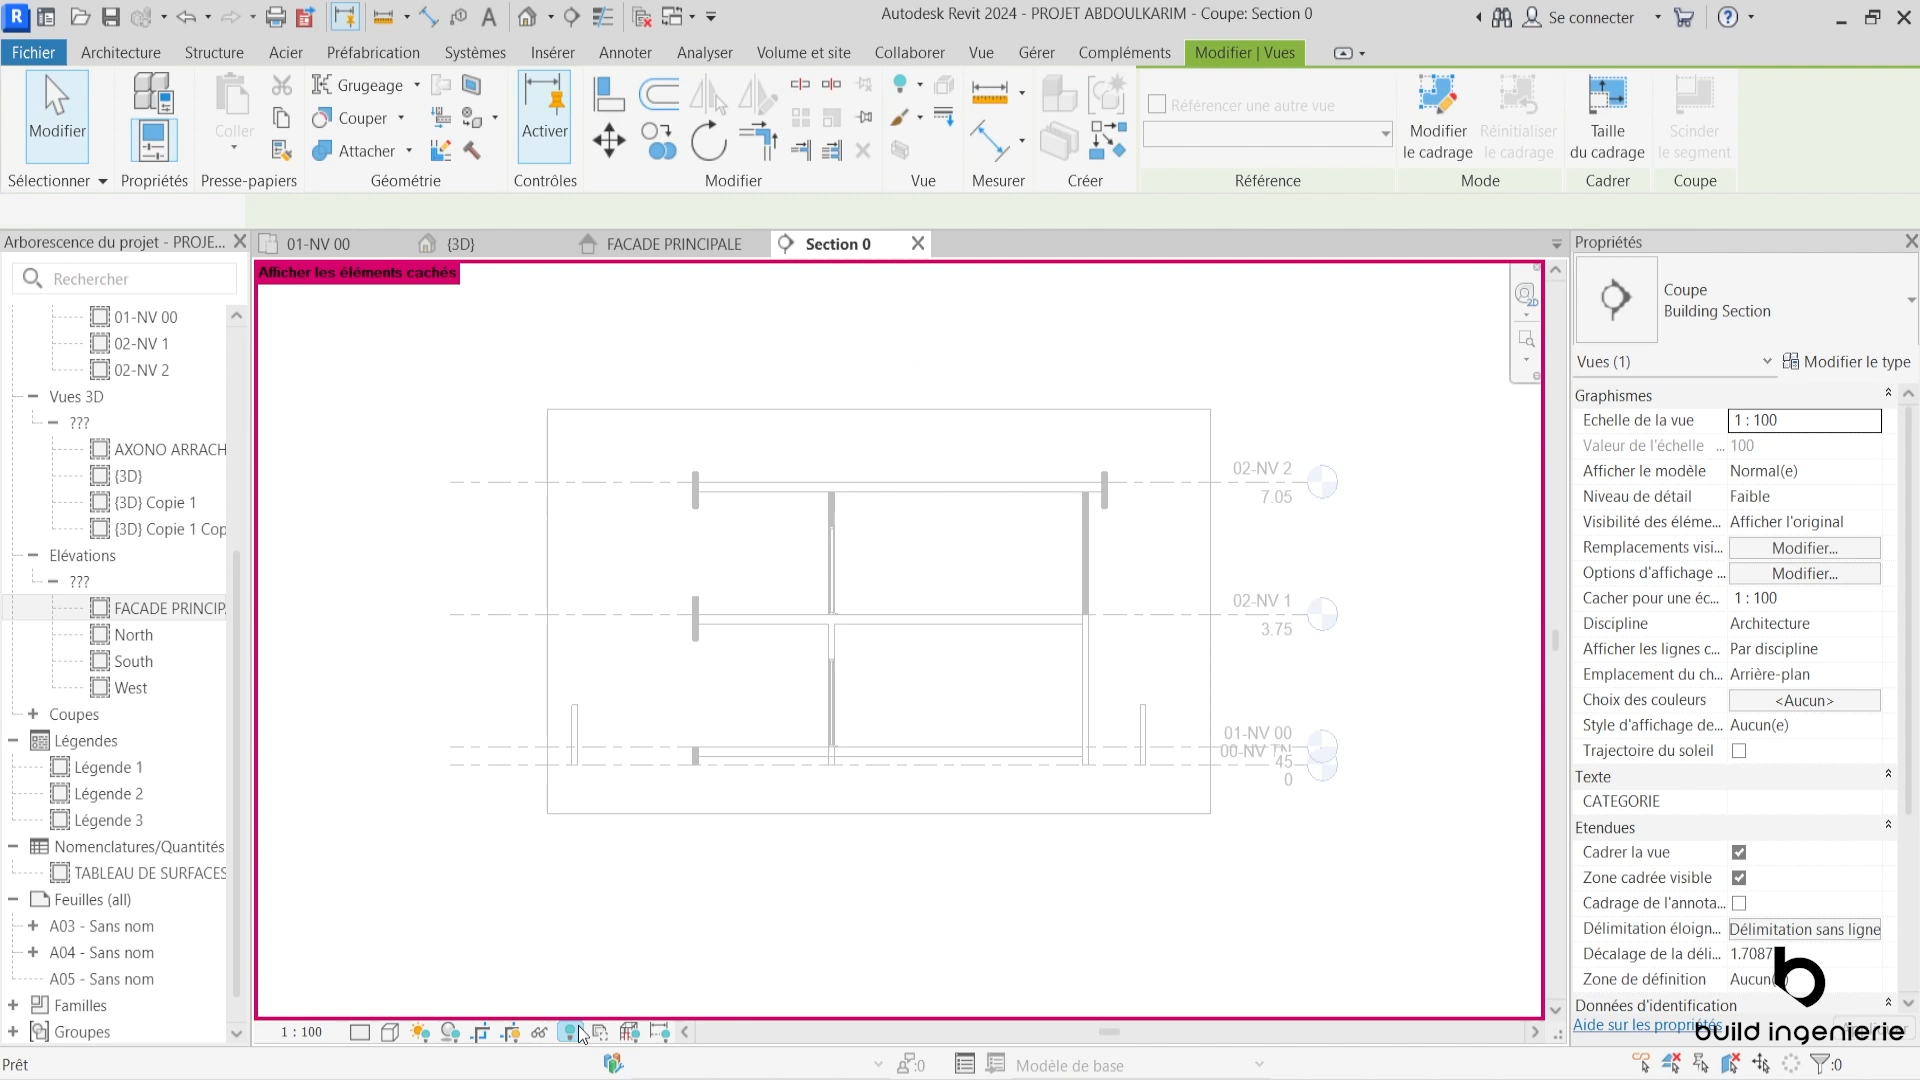 Autodesk Revit 2024 - PROJET ABDOULKARIM - Coupe: Section 0
Se connecter
Fichier Architecture Structure Acier Préfabrication Systèmes Insérer Annoter Analyser Volume et site Collaborer Vue Gérer Compléments Modifier | Vues
Modifier
Coller
Grugeage
Couper
Attacher
Activer
Référencer une autre vue
Modifier
le cadrage
Réinitialiser
le cadrage
Taille
du cadrage
Scinder
le segment
Sélectionner Propriétés Presse-papiers Géométrie Contrôles Modifier Vue Mesurer Créer Référence Mode Cadrer Coupe
Arborescence du projet - PROJE...
Rechercher
01-NV 00
02-NV 1
02-NV 2
Vues 3D
???
AXONO ARRACH
{3D}
{3D} Copie 1
{3D} Copie 1 Cop
Elévations
???
FACADE PRINCIP
North
South
West
Coupes
Légendes
Légende 1
Légende 2
Légende 3
Nomenclatures/Quantités
TABLEAU DE SURFACES
Feuilles (all)
A03 - Sans nom
A04 - Sans nom
A05 - Sans nom
Familles
Groupes
01-NV 00 {3D} FACADE PRINCIPALE Section 0
Afficher les éléments cachés
2D
02-NV 2
7.05
02-NV 1
3.75
01-NV 00
00-NV TN
45
0
1 : 100
Propriétés
Coupe
Building Section
Vues (1) Modifier le type
Graphismes
Echelle de la vue 1 : 100
Valeur de l'échelle ... 100
Afficher le modèle Normal(e)
Niveau de détail Faible
Visibilité des éléme... Afficher l'original
Remplacements visi... Modifier...
Options d'affichage ... Modifier...
Cacher pour une éc... 1 : 100
Discipline Architecture
Afficher les lignes c... Par discipline
Emplacement du ch... Arrière-plan
Choix des couleurs <Aucun>
Style d'affichage de... Aucun(e)
Trajectoire du soleil
Texte
CATEGORIE
Etendues
Cadrer la vue
Zone cadrée visible
Cadrage de l'annota...
Délimitation éloign... Délimitation sans ligne
Décalage de la déli... 1.7087
Zone de définition Aucun
Données d'identification
Aide sur les propriétés
build ingenierie
Prêt
:0
Modèle de base
:0